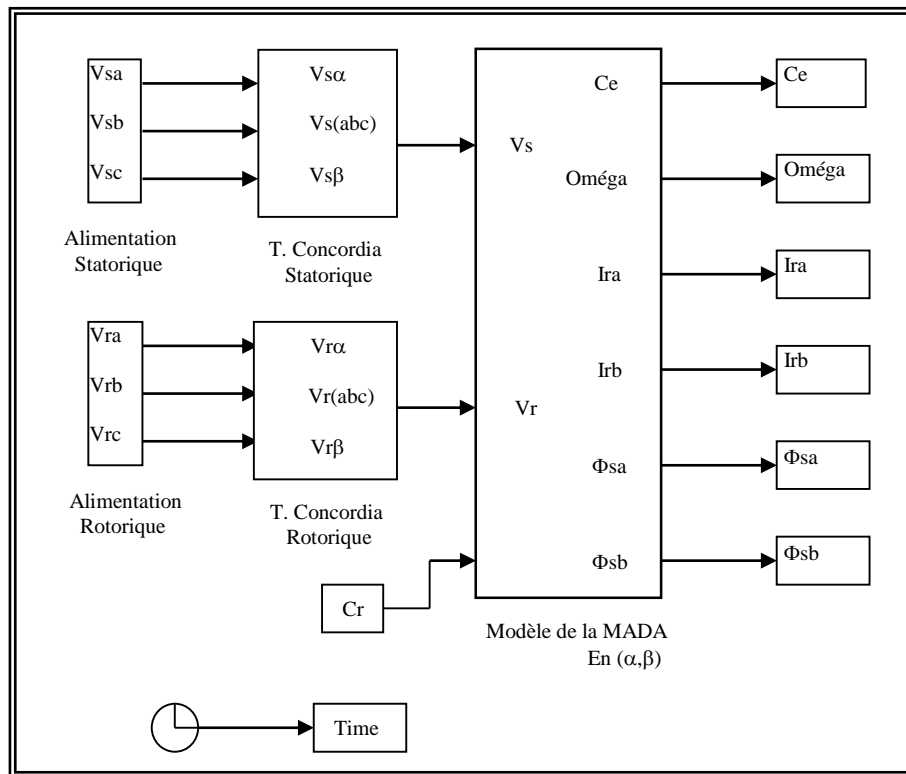 Vsa
Vsb
Vsc
Alimentation
Statorique
Vsα
Vs(abc)
Vsβ
T. Concordia
Statorique
Vra
Vrb
Vrc
Alimentation
Rotorique
Vrα
Vr(abc)
Vrβ
T. Concordia
Rotorique
Cr
Vs
Vr
Ce
Oméga
Ira
Irb
Φsa
Φsb
Modèle de la MADA
En (α,β)
Ce
Oméga
Ira
Irb
Φsa
Φsb
Time